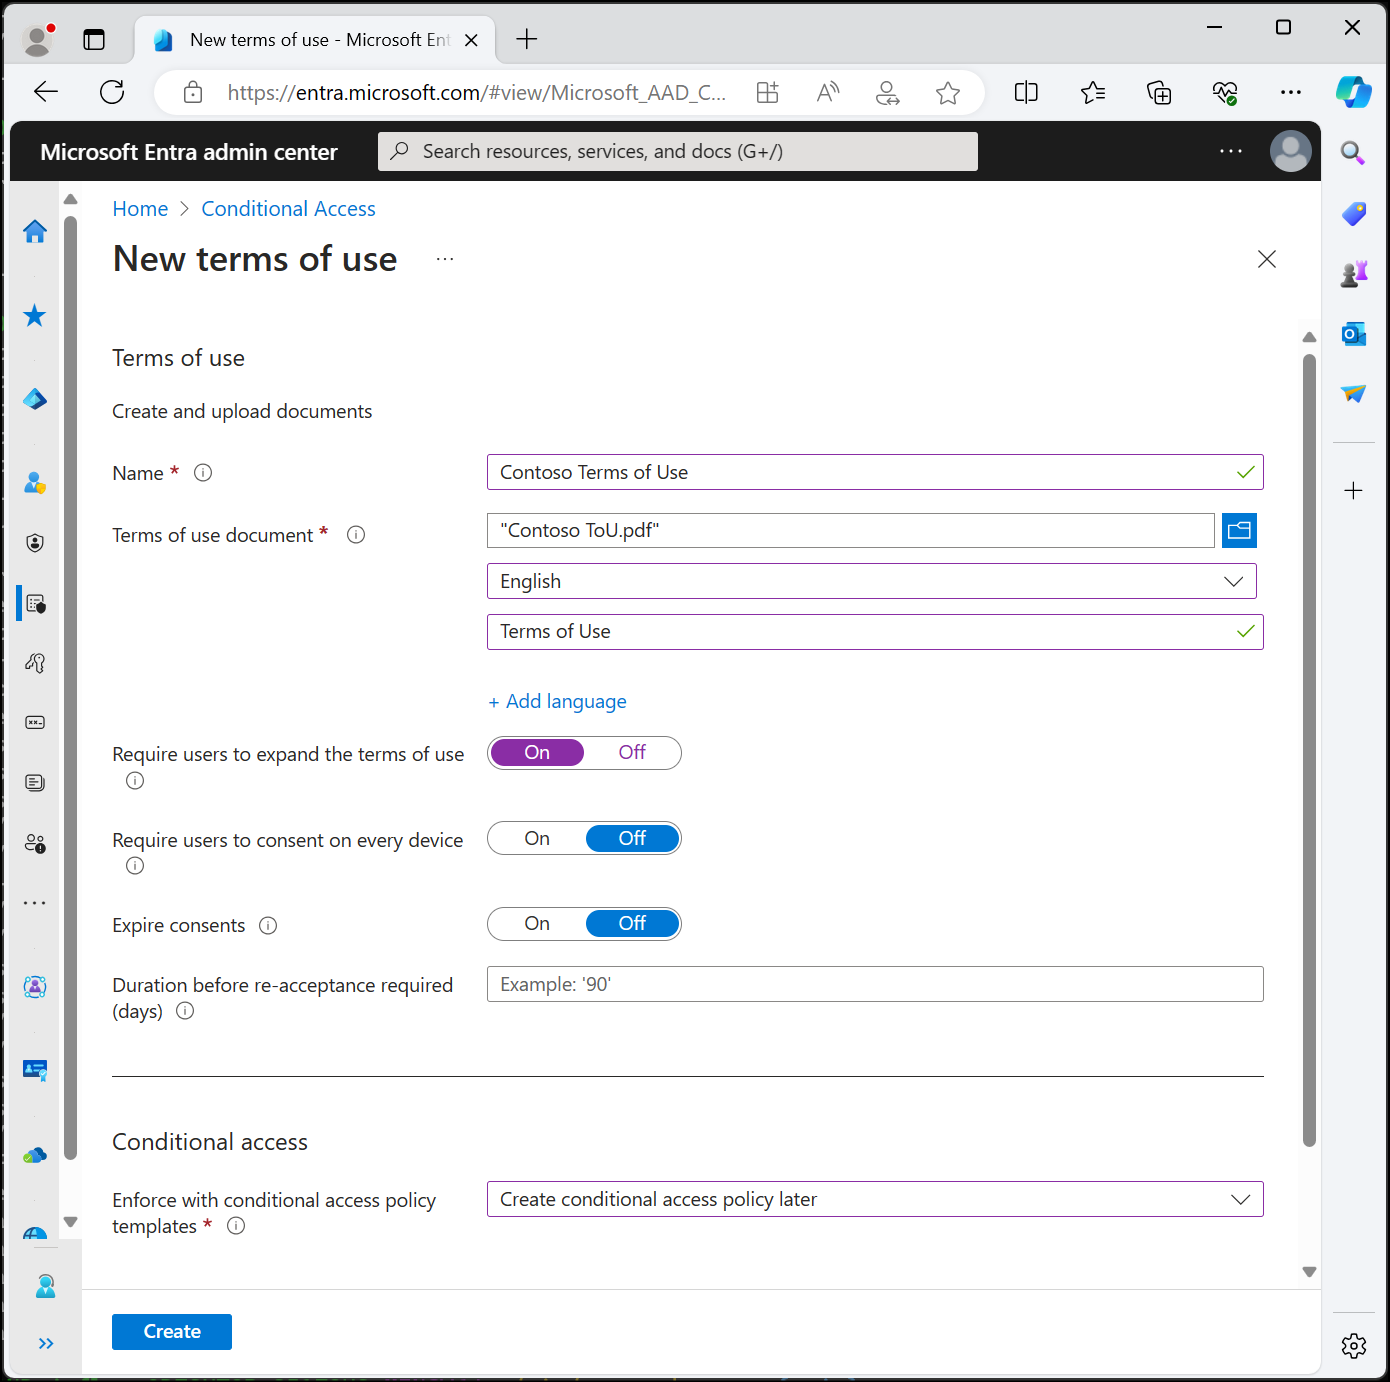 New terms of use - Microsoft Ent
https://entra.microsoft.com/#view/Microsoft_AAD_C...
Microsoft Entra admin center
Search resources, services, and docs (G+/)
Home > Conditional Access
New terms of use
Terms of use
Create and upload documents
Name *
Contoso Terms of Use
Terms of use document *
"Contoso ToU.pdf"
English
Terms of Use
+ Add language
Require users to expand the terms of use
On Off
Require users to consent on every device
On Off
Expire consents
On Off
Duration before re-acceptance required
(days)
Example: '90'
Conditional access
Enforce with conditional access policy
templates *
Create conditional access policy later
Create